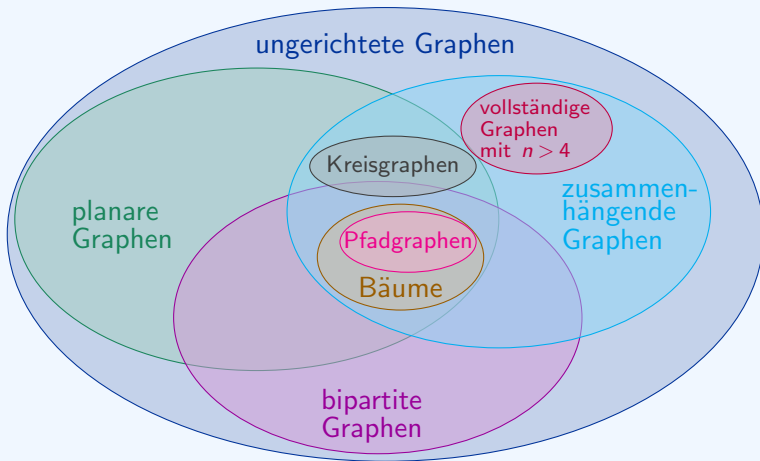 ungerichtete Graphen
vollständige
Graphen
mit n > 4
Kreisgraphen
zusammen-
hängende
Graphen
planare
Graphen
Pfadgraphen
Bäume
bipartite
Graphen